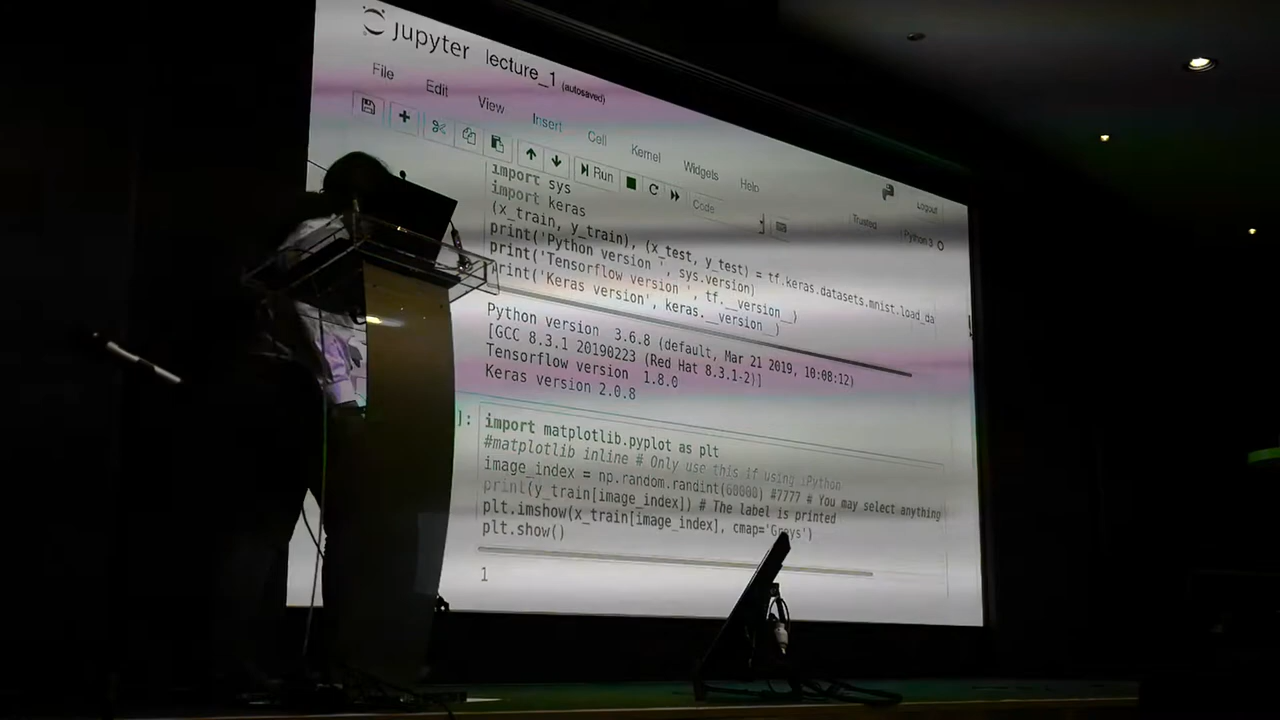 jupyter lecture_1 (autosaved)
File Edit View Insert Cell Kernel Widgets Help
Trusted Python 3
Logout
Run Code
import sys
import keras
(x_train, y_train), (x_test, y_test) = tf.keras.datasets.mnist.load_da
print('Python version ', sys.version)
print('Tensorflow version ', tf.__version__)
print('Keras version', keras.__version__)
Python version 3.6.8 (default, Mar 21 2019, 10:08:12)
[GCC 8.3.1 20190223 (Red Hat 8.3.1-2)]
Tensorflow version 1.8.0
Keras version 2.0.8
]:
import matplotlib.pyplot as plt
#matplotlib inline # Only use this if using iPython
image_index = np.random.randint(60000) #7777 # You may select anything
print(y_train[image_index]) # The label is printed
plt.imshow(x_train[image_index], cmap='Greys')
plt.show()
1